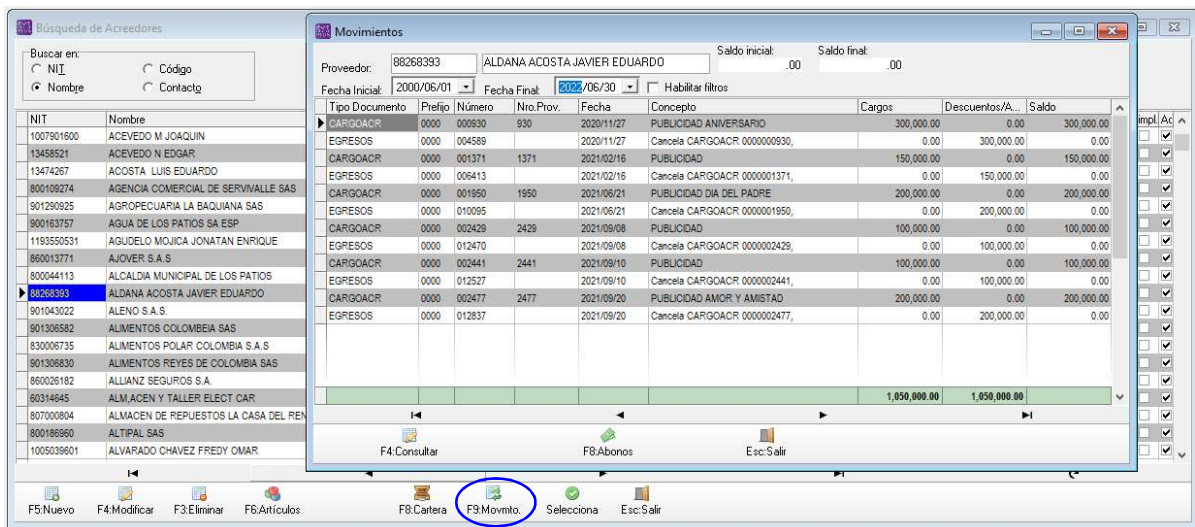 Búsqueda de Acreedores
Buscar en:
NIT
Código
Nombre
Contacto
NIT Nombre
1007901600 ACEVEDO M JOAQUIN
13458521 ACEVEDO N EDGAR
13474267 ACOSTA LUIS EDUARDO
800109274 AGENCIA COMERCIAL DE SERVIVALLE SAS
901290925 AGROPECUARIA LA BAQUIANA SAS
900163757 AGUA DE LOS PATIOS SA ESP
1193550531 AGUDELO MOJICA JONATAN ENRIQUE
860013771 AJOVER S.A.S
800044113 ALCALDIA MUNICIPAL DE LOS PATIOS
88268393 ALDANA ACOSTA JAVIER EDUARDO
901043022 ALENO S.A.S.
901306582 ALIMENTOS COLOMBEIA SAS
830006735 ALIMENTOS POLAR COLOMBIA S.A.S
901306830 ALIMENTOS REYES DE COLOMBIA SAS
860026182 ALLIANZ SEGUROS S.A.
60314645 ALM,ACEN Y TALLER ELECT CAR
807000804 ALMACEN DE REPUESTOS LA CASA DEL REN
800186960 ALTIPAL SAS
1005039601 ALVARADO CHAVEZ FREDY OMAR
impl. Ac
F5:Nuevo F4:Modificar F3:Eliminar F6:Artículos F8:Cartera F9:Movmto. Selecciona Esc:Salir
Movimientos
Saldo inicial: Saldo final:
Proveedor: 88268393 ALDANA ACOSTA JAVIER EDUARDO .00 .00
Fecha Inicial: 2000/06/01 Fecha Final: 2022/06/30 Habilitar filtros
Tipo Documento Prefijo Número Nro.Prov. Fecha Concepto Cargos Descuentos/A... Saldo
CARGOACR 0000 000930 930 2020/11/27 PUBLICIDAD ANIVERSARIO 300,000.00 0.00 300,000.00
EGRESOS 0000 004589 2020/11/27 Cancela CARGOACR 0000000930, 0.00 300,000.00 0.00
CARGOACR 0000 001371 1371 2021/02/16 PUBLICIDAD 150,000.00 0.00 150,000.00
EGRESOS 0000 006413 2021/02/16 Cancela CARGOACR 0000001371, 0.00 150,000.00 0.00
CARGOACR 0000 001950 1950 2021/06/21 PUBLICIDAD DIA DEL PADRE 200,000.00 0.00 200,000.00
EGRESOS 0000 010095 2021/06/21 Cancela CARGOACR 0000001950, 0.00 200,000.00 0.00
CARGOACR 0000 002429 2429 2021/09/08 PUBLICIDAD 100,000.00 0.00 100,000.00
EGRESOS 0000 012470 2021/09/08 Cancela CARGOACR 0000002429, 0.00 100,000.00 0.00
CARGOACR 0000 002441 2441 2021/09/10 PUBLICIDAD 100,000.00 0.00 100,000.00
EGRESOS 0000 012527 2021/09/10 Cancela CARGOACR 0000002441, 0.00 100,000.00 0.00
CARGOACR 0000 002477 2477 2021/09/20 PUBLICIDAD AMOR Y AMISTAD 200,000.00 0.00 200,000.00
EGRESOS 0000 012837 2021/09/20 Cancela CARGOACR 0000002477, 0.00 200,000.00 0.00
1,050,000.00 1,050,000.00
F4:Consultar F8:Abonos Esc:Salir